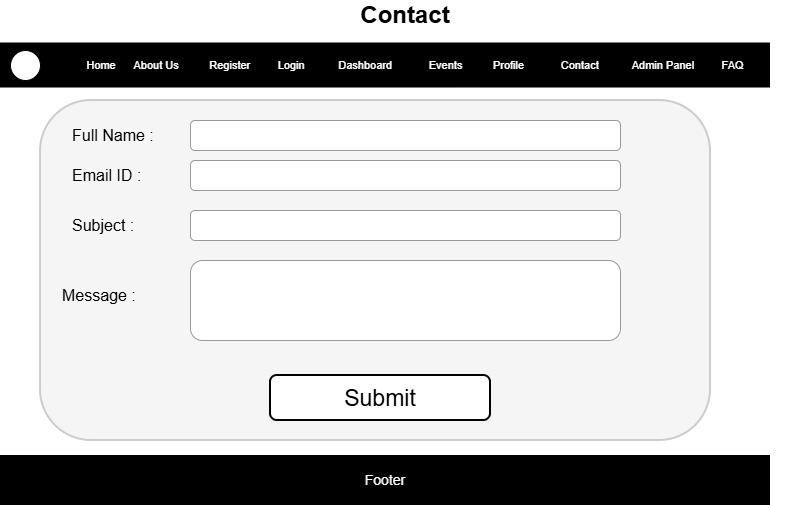 Contact
Home About Us Register Login Dashboard Events Profile Contact Admin Panel FAQ
Full Name :
Email ID :
Subject :
Message :
Submit
Footer